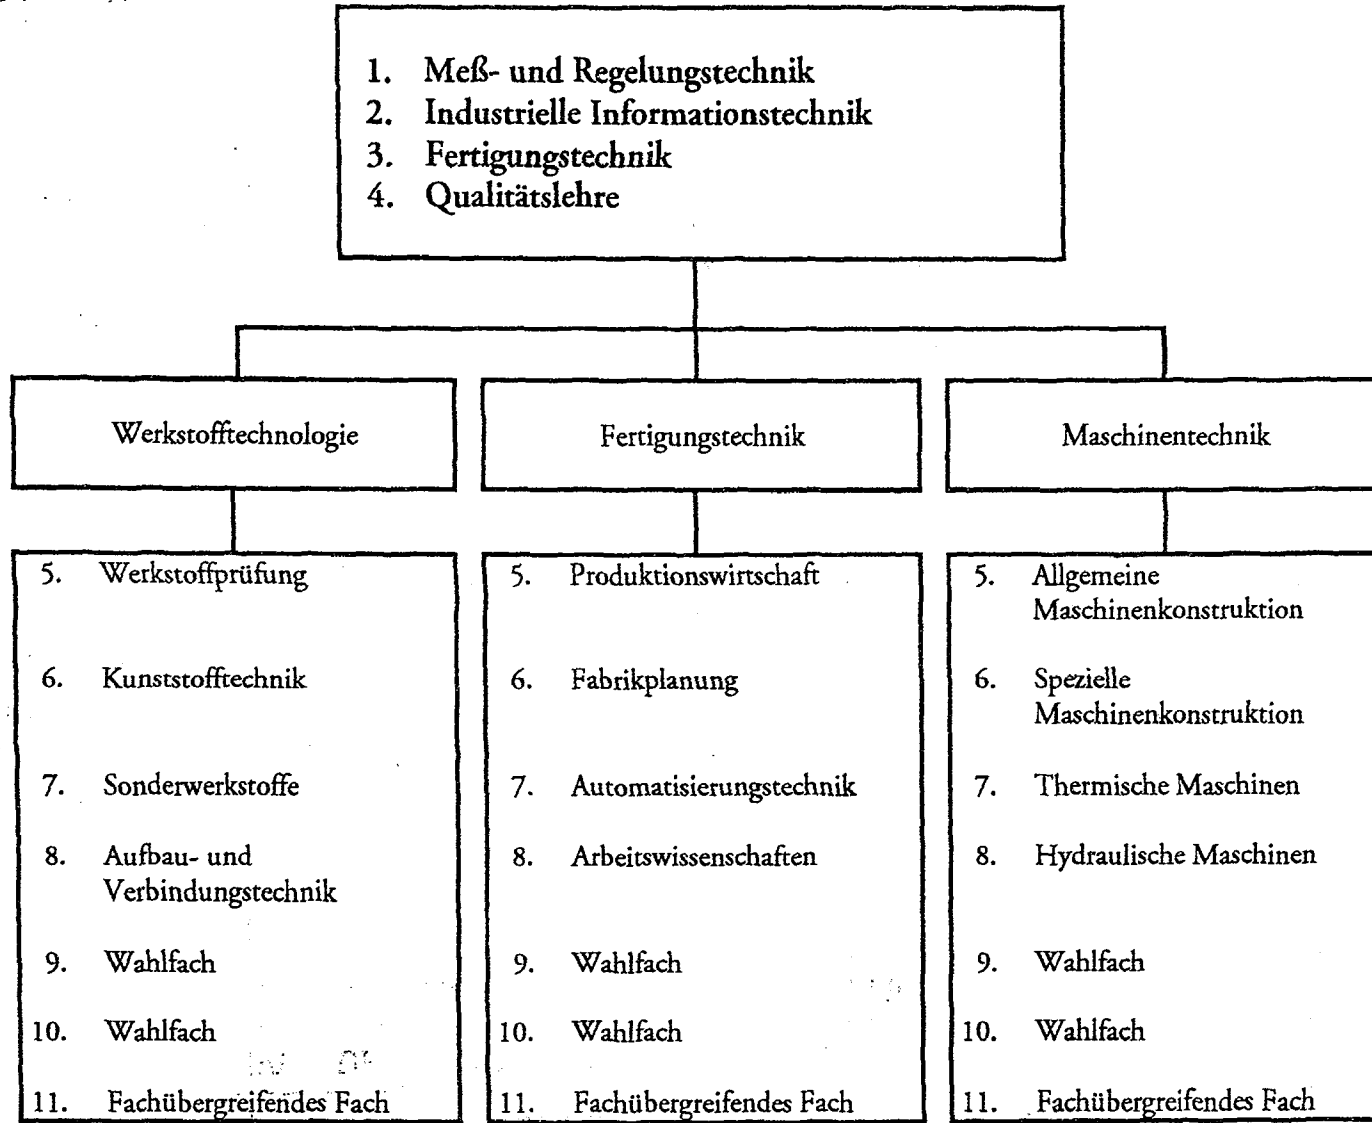 1. Meß- und Regelungstechnik
2. Industrielle Informationstechnik
3. Fertigungstechnik
4. Qualitätslehre
Werkstofftechnologie
Fertigungstechnik
Maschinentechnik
5. Werkstoffprüfung
6. Kunststofftechnik
7. Sonderwerkstoffe
8. Aufbau- und
Verbindungstechnik
9. Wahlfach
10. Wahlfach
11. Fachübergreifendes Fach
5. Produktionswirtschaft
6. Fabrikplanung
7. Automatisierungstechnik
8. Arbeitswissenschaften
9. Wahlfach
10. Wahlfach
11. Fachübergreifendes Fach
5. Allgemeine
Maschinenkonstruktion
6. Spezielle
Maschinenkonstruktion
7. Thermische Maschinen
8. Hydraulische Maschinen
9. Wahlfach
10. Wahlfach
11. Fachübergreifendes Fach